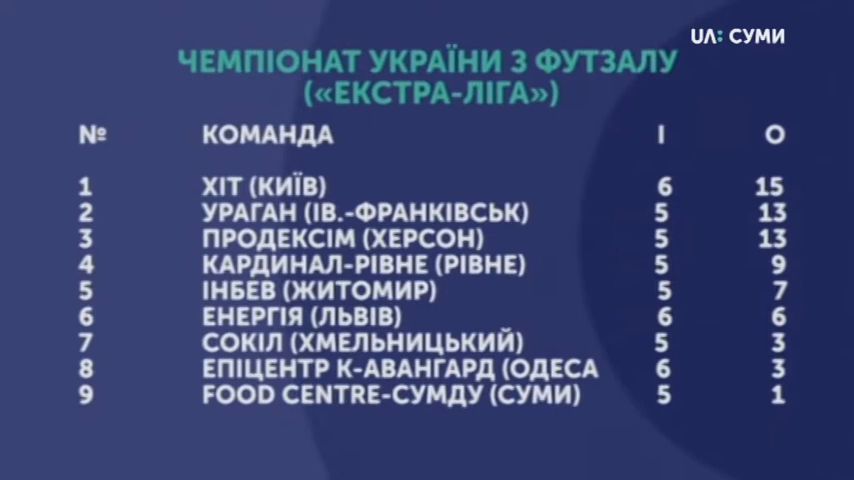 UA: СУМИ
ЧЕМПІОНАТ УКРАЇНИ З ФУТЗАЛУ
(«ЕКСТРА-ЛІГА»)
№ КОМАНДА І О
1 ХІТ (КИЇВ) 6 15
2 УРАГАН (ІВ.-ФРАНКІВСЬК) 5 13
3 ПРОДЕКСІМ (ХЕРСОН) 5 13
4 КАРДИНАЛ-РІВНЕ (РІВНЕ) 5 9
5 ІНБЕВ (ЖИТОМИР) 5 7
6 ЕНЕРГІЯ (ЛЬВІВ) 6 6
7 СОКІЛ (ХМЕЛЬНИЦЬКИЙ) 5 3
8 ЕПІЦЕНТР К-АВАНГАРД (ОДЕСА 6 3
9 FOOD CENTRE-СУМДУ (СУМИ) 5 1